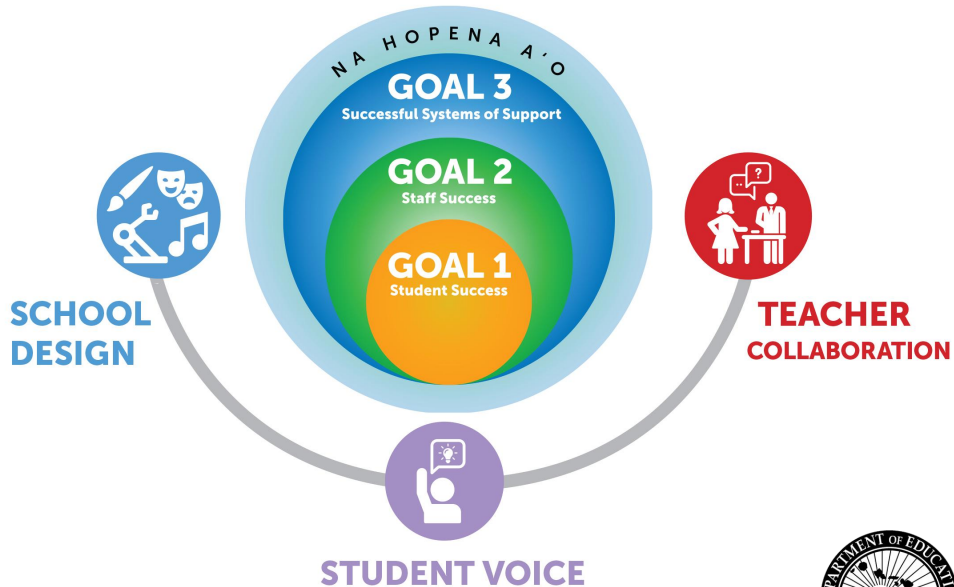 NA HOPENA A'O
GOAL 3
Successful Systems of Support
GOAL 2
Staff Success
GOAL 1
Student Success
SCHOOL
DESIGN
TEACHER
COLLABORATION
?
STUDENT VOICE
OF